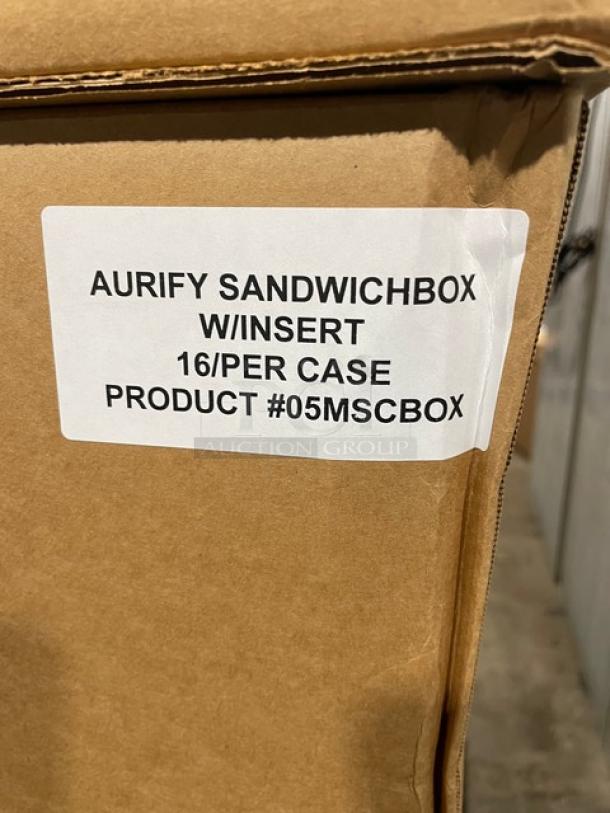 AURIFY SANDWICHBOX
W/INSERT
16/PER CASE
PRODUCT #05MSCBOX
AUCTION GROUP